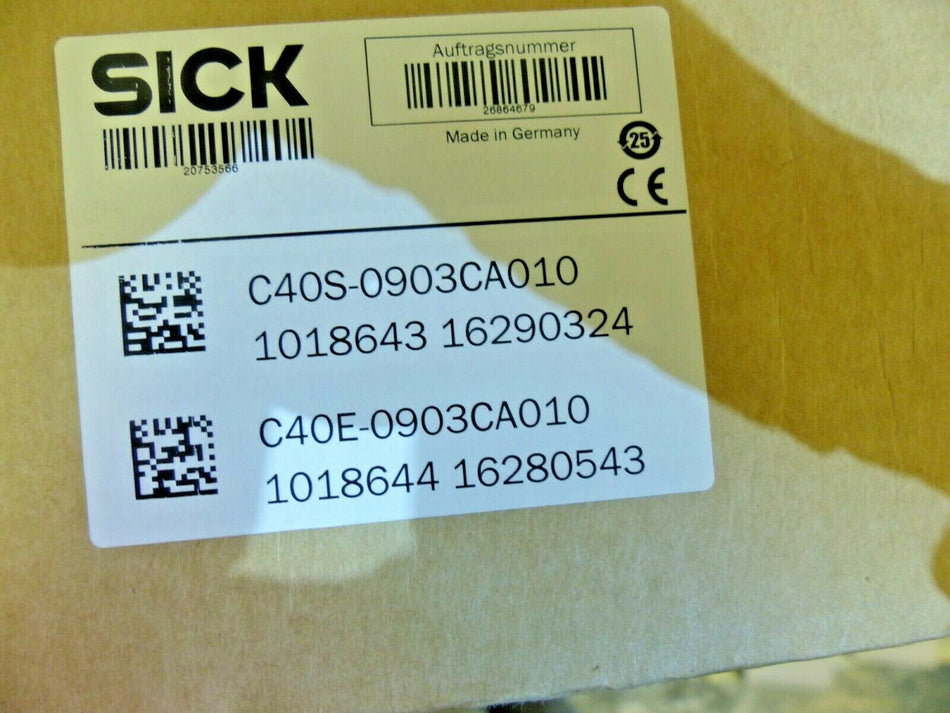 SICK
20753566
Auftragsnummer
26864679
Made in Germany
25
CE
C40S-0903CA010
1018643 16290324
C40E-0903CA010
1018644 16280543